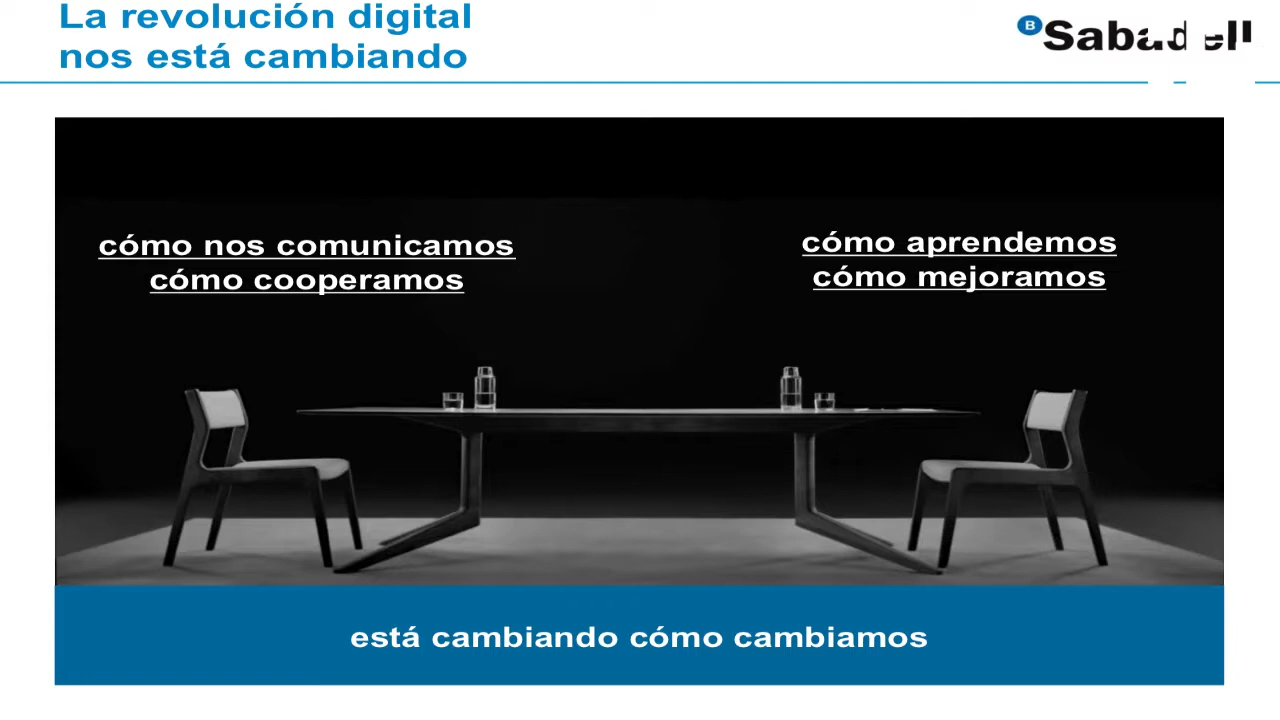 La revolución digital
nos está cambiando
B Sabadell
cómo nos comunicamos
cómo cooperamos
cómo aprendemos
cómo mejoramos
está cambiando cómo cambiamos